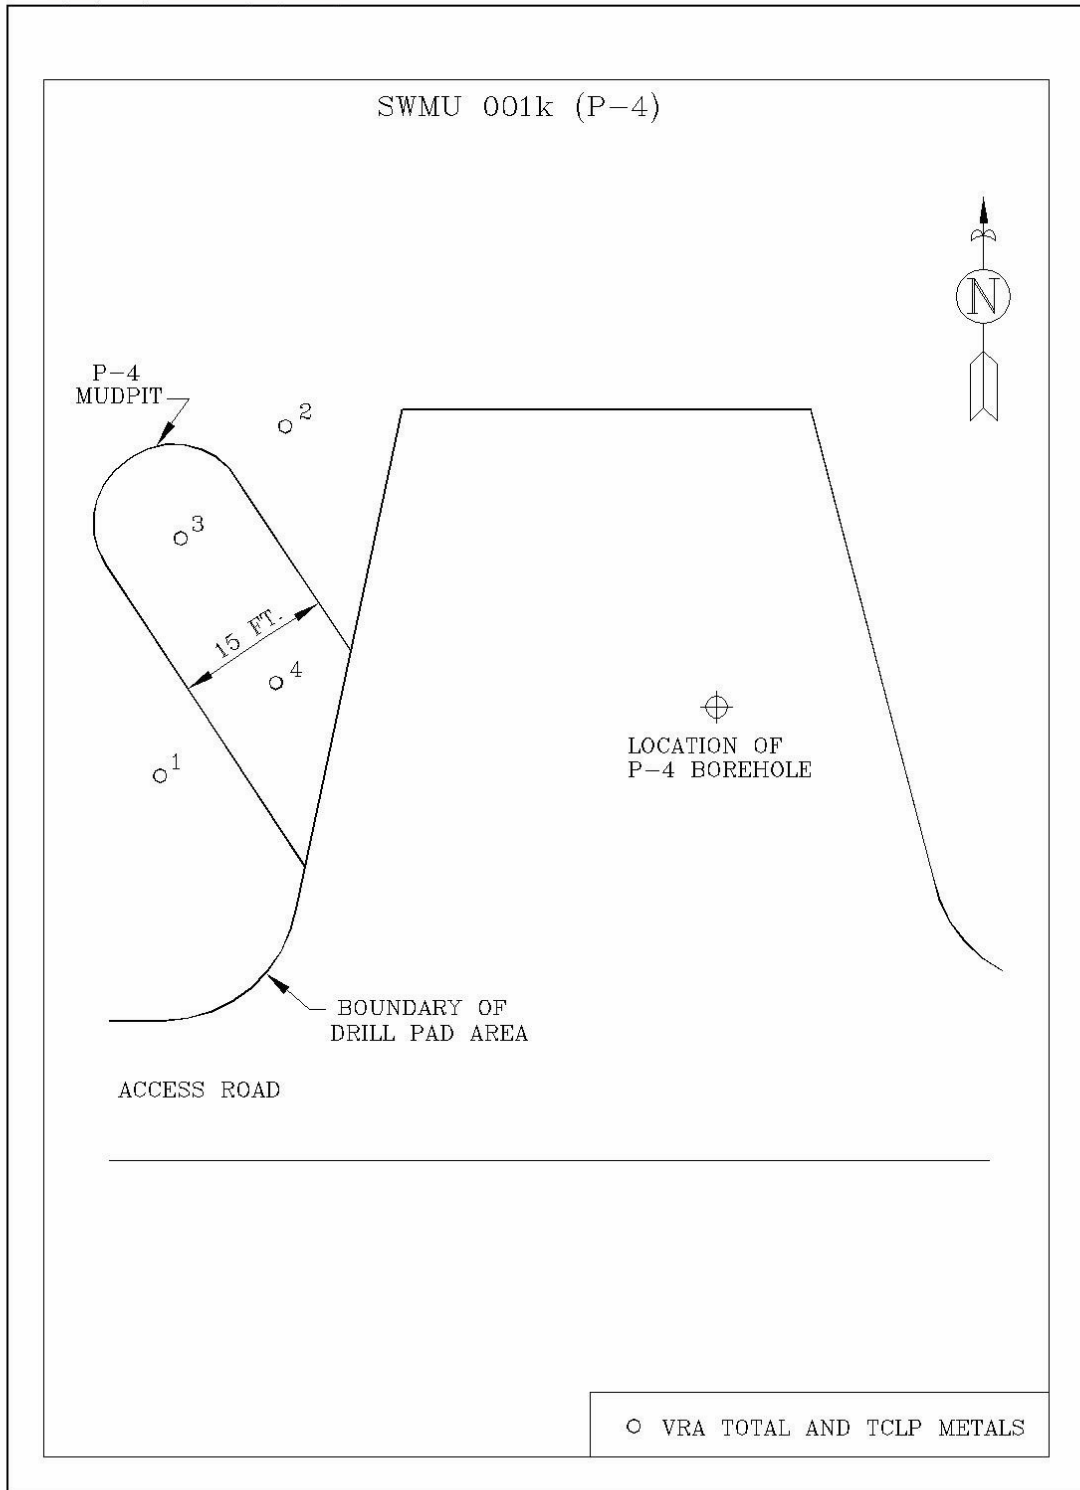 SWMU 001k (P-4)
N
P-4
MUDPIT
2
3
15 FT.
4
1
LOCATION OF
P-4 BOREHOLE
BOUNDARY OF
DRILL PAD AREA
ACCESS ROAD
VRA TOTAL AND TCLP METALS